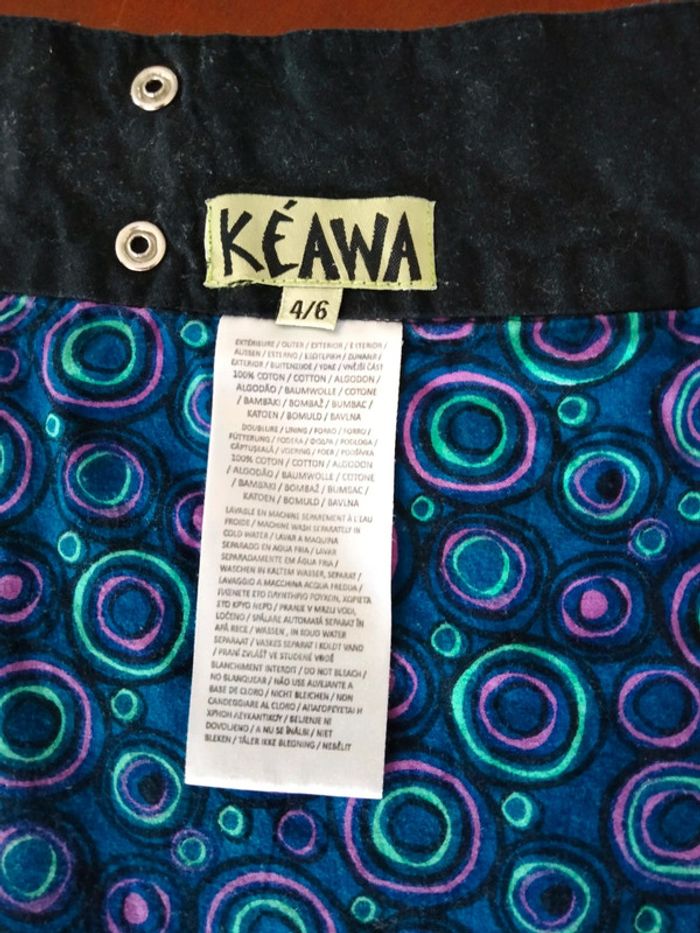 KÉAWA
4/6
EXTÉRIEURE / OUTER / EXTERIOR / EXTERIOR /
AUSSEN / ESTERNO / ΕΞΩΤΕΡΙΚΗ / ZUNANJI /
EXTERIOR / BUITENZIJDE / YDRE / VNĚJŠÍ ČÁST
100% COTON / COTTON / ALGODON /
ALGODÃO / BAUMWOLLE / COTONE
/ BAMBAKI / BOMBAŽ / BUMBAC /
KATOEN / BOMULD / BAVLNA
DOUBLURE / LINING / FORRO / FORRO /
FÜTTERUNG / FODERA / ΦΟΔΡΑ / PODLOGA /
CĂPTUȘEALĂ / VOERING / FOER / PODŠÍVKA
100% COTON / COTTON / ALGODON
/ ALGODÃO / BAUMWOLLE / COTONE
/ BAMBAKI / BOMBAŽ / BUMBAC /
KATOEN / BOMULD / BAVLNA
LAVABLE EN MACHINE SEPAREMENT À L'EAU
FROIDE / MACHINE WASH SEPARATELY IN
COLD WATER / LAVAR A MAQUINA
SEPARADO EN AGUA FRIA / LAVAR
SEPARADAMENTE EM ÁGUA FRIA /
WASCHEN IN KALTEM WASSER, SEPARAT /
LAVAGGIO A MACCHINA ACQUA FREDDA /
ΠΛΕΝΕΤΕ ΣΤΟ ΠΛΥΝΤΗΡΙΟ ΡΟΥΧΩΝ, ΧΩΡΙΣΤΑ
ΣΤΟ ΚΡΥΟ ΝΕΡΟ / PRANJE V MRZLI VODI,
LOČENO / SPĂLARE AUTOMATĂ SEPARAT ÎN
APĂ RECE / WASSEN, IN KOUD WATER
SEPARAAT / VASKES SEPARAT I KOLDT VAND
/ PRANÍ ZVLÁŠŤ VE STUDENÉ VODĚ
BLANCHIMENT INTERDIT / DO NOT BLEACH /
NO BLANQUEAR / NÃO USE ALVEJANTE A
BASE DE CLORO / NICHT BLEICHEN / NON
CANDEGGIARE AL CLORO / ΑΠΑΓΟΡΕΥΕΤΑΙ Η
ΧΡΗΣΗ ΛΕΥΚΑΝΤΙΚΟΥ / BELJENJE NI
DOVOLJENO / A NU SE ÎNĂLBI / NIET
BLEKEN / TÅLER IKKE BLEGNING / NEBĚLIT